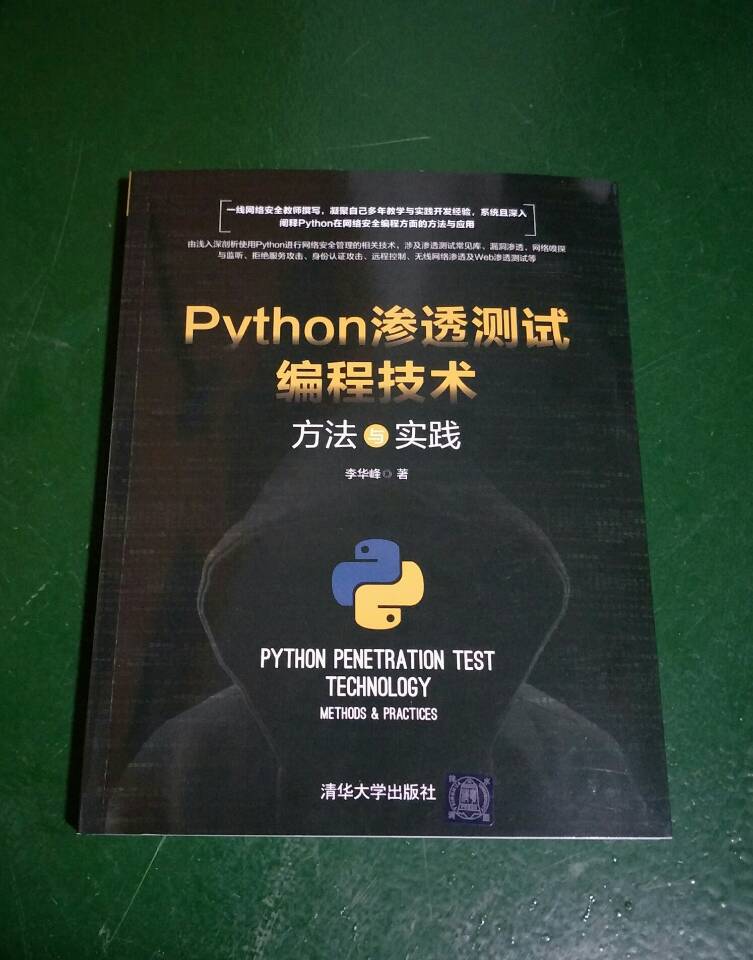 一线网络安全教师撰写，凝聚自己多年教学与实践开发经验，系统且深入
阐释Python在网络安全编程方面的方法与应用
由浅入深剖析使用Python进行网络安全管理的相关技术，涉及渗透测试常见库、漏洞渗透、网络嗅探
与监听、拒绝服务攻击、身份认证攻击、远程控制、无线网络渗透及Web渗透测试等
Python渗透测试
编程技术
方法与实践
李华峰◎著
PYTHON PENETRATION TEST
TECHNOLOGY
METHODS & PRACTICES
清华大学出版社